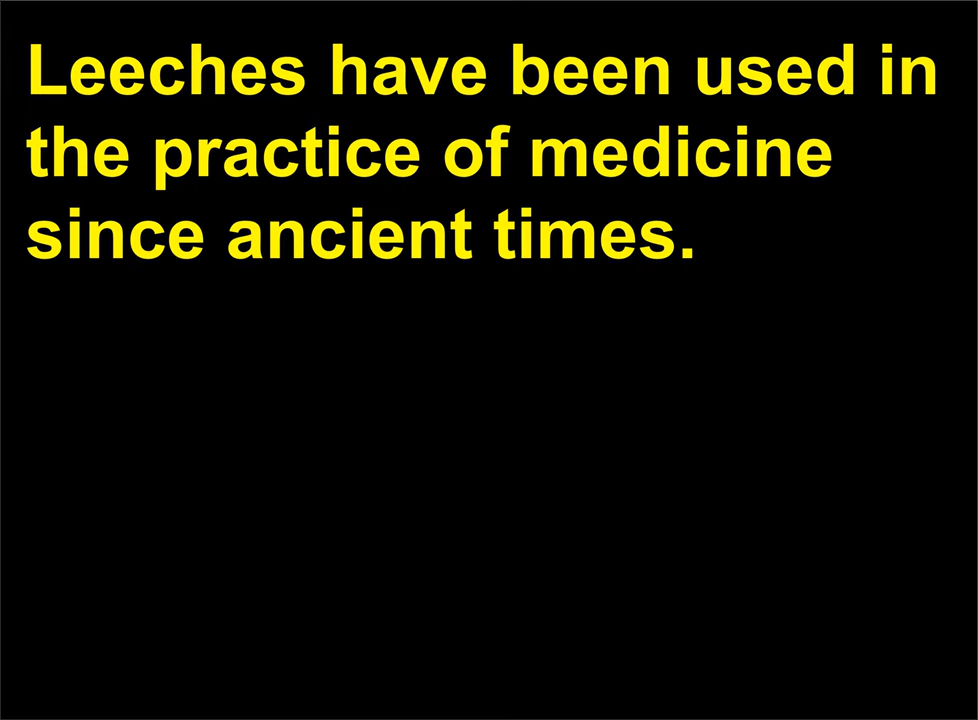 Leeches have been used in
the practice of medicine
since ancient times.